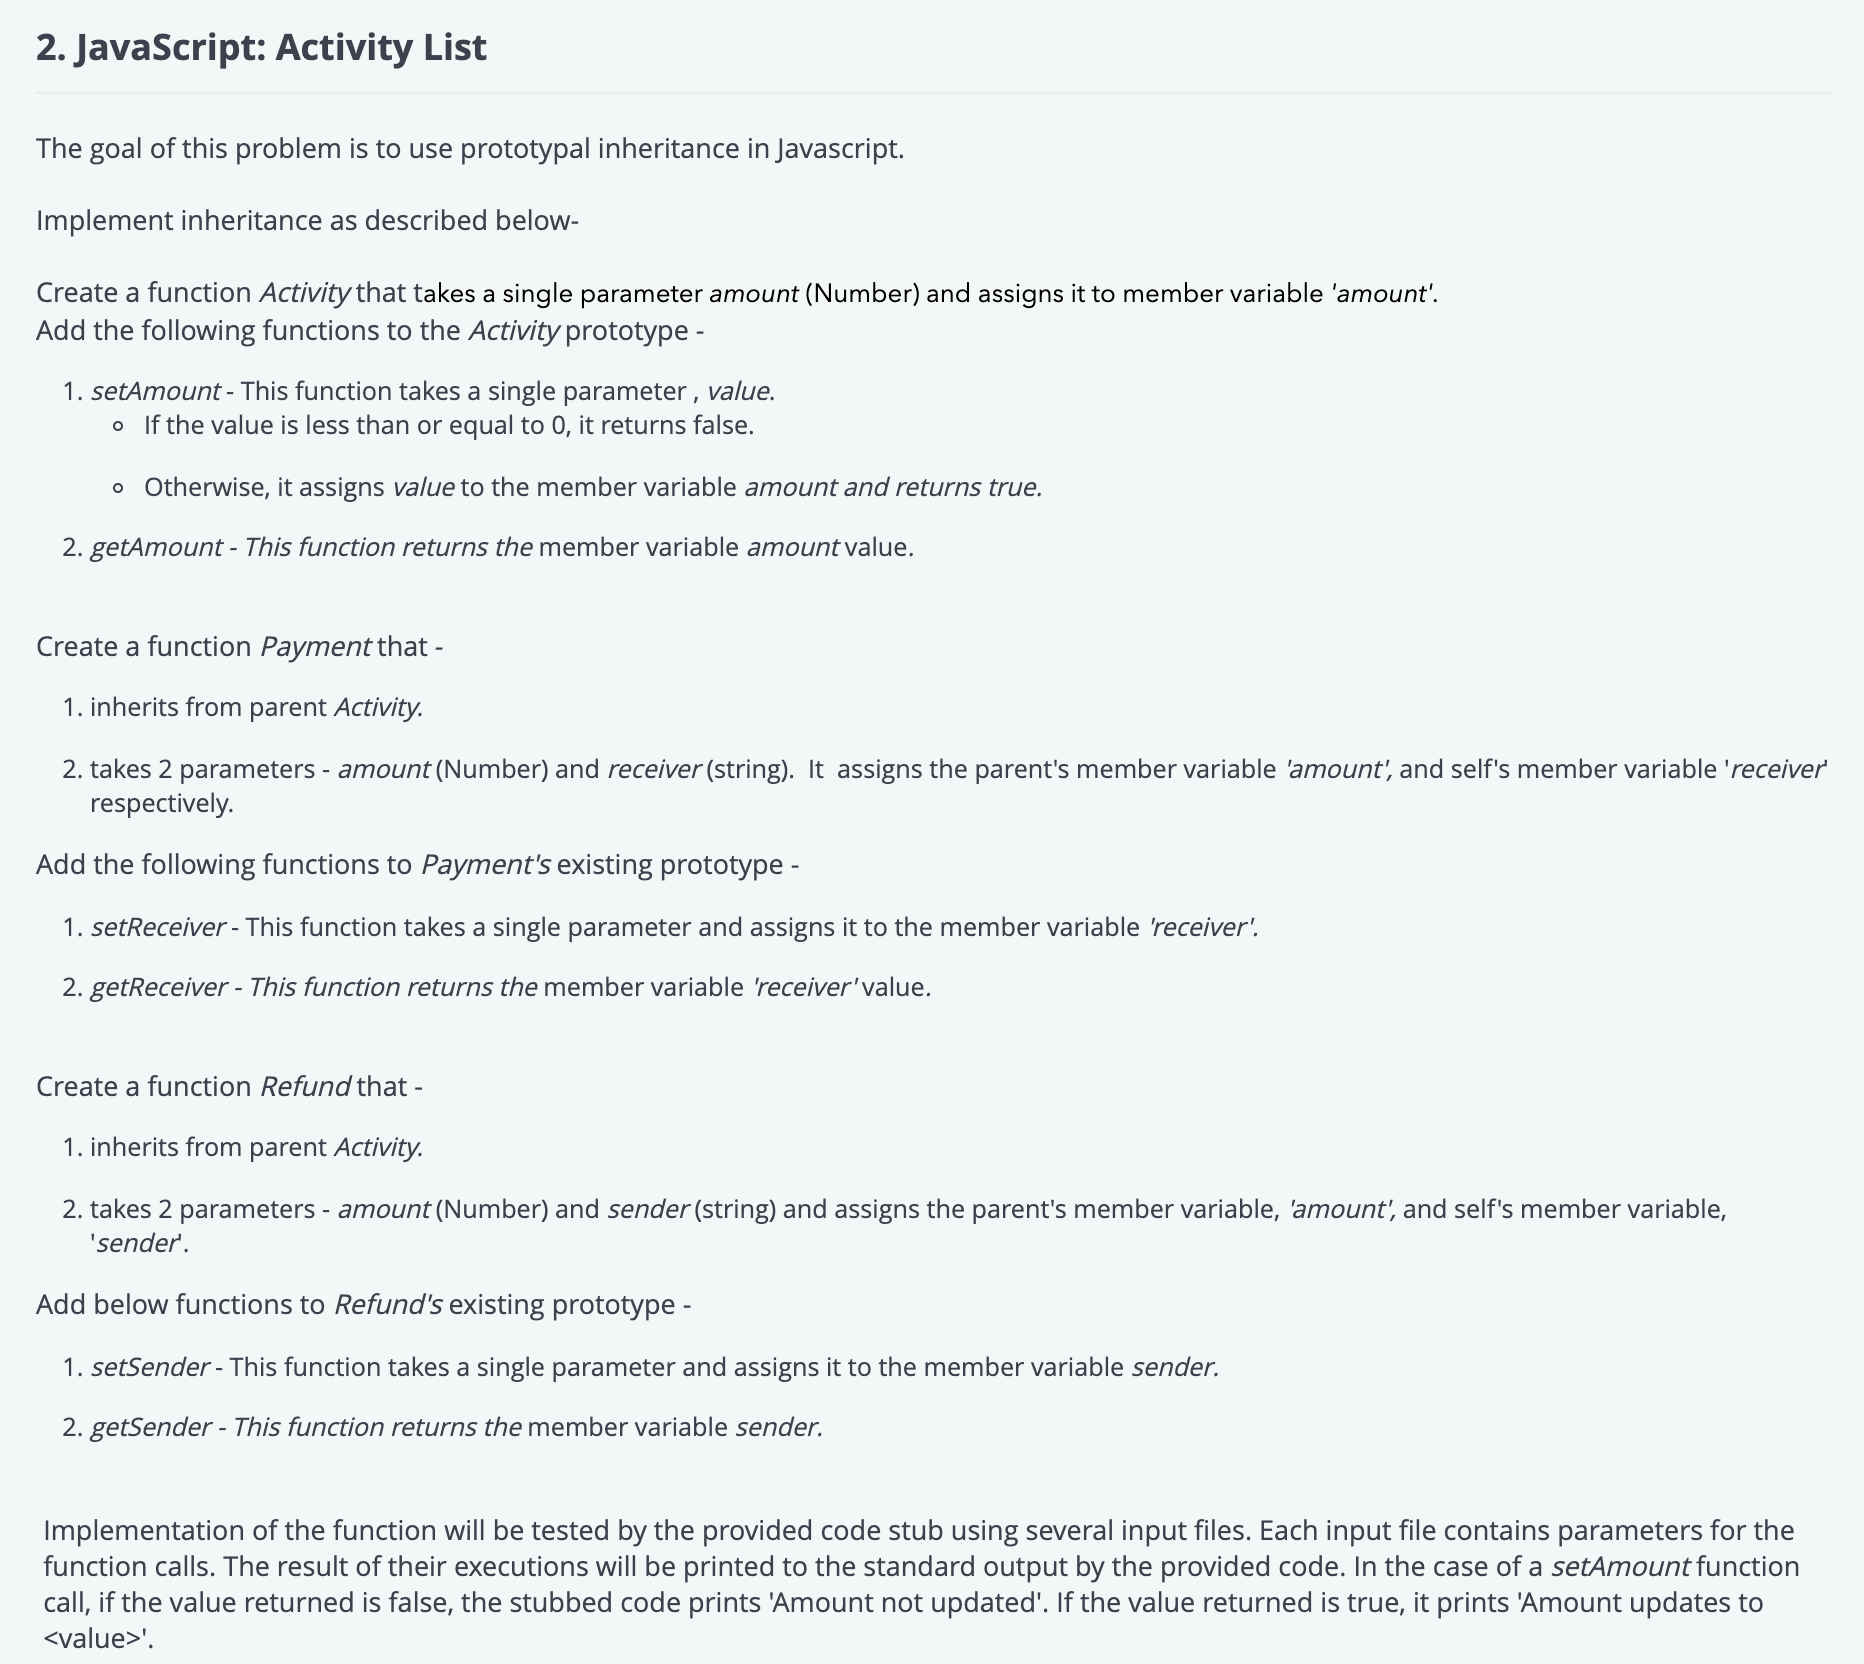 2. JavaScript: Activity List
The goal of this problem is to use prototypal inheritance in Javascript.
Implement inheritance as described below-
Create a function Activity that takes a single parameter amount (Number) and assigns it to member variable 'amount'.
Add the following functions to the Activity prototype -
1. setAmount - This function takes a single parameter , value.
If the value is less than or equal to 0, it returns false.
Otherwise, it assigns value to the member variable amount and returns true.
2. getAmount - This function returns the member variable amount value.
Create a function Payment that -
1. inherits from parent Activity.
2. takes 2 parameters - amount (Number) and receiver (string).  It  assigns the parent's member variable 'amount', and self's member variable 'receiver'
respectively.
Add the following functions to Payment's existing prototype -
1. setReceiver - This function takes a single parameter and assigns it to the member variable 'receiver'.
2. getReceiver - This function returns the member variable 'receiver' value.
Create a function Refund that -
1. inherits from parent Activity.
2. takes 2 parameters - amount (Number) and sender (string) and assigns the parent's member variable, 'amount', and self's member variable,
'sender'.
Add below functions to Refund's existing prototype -
1. setSender - This function takes a single parameter and assigns it to the member variable sender.
2. getSender - This function returns the member variable sender.
Implementation of the function will be tested by the provided code stub using several input files. Each input file contains parameters for the
function calls. The result of their executions will be printed to the standard output by the provided code. In the case of a setAmount function
call, if the value returned is false, the stubbed code prints 'Amount not updated'. If the value returned is true, it prints 'Amount updates to
<value>'.